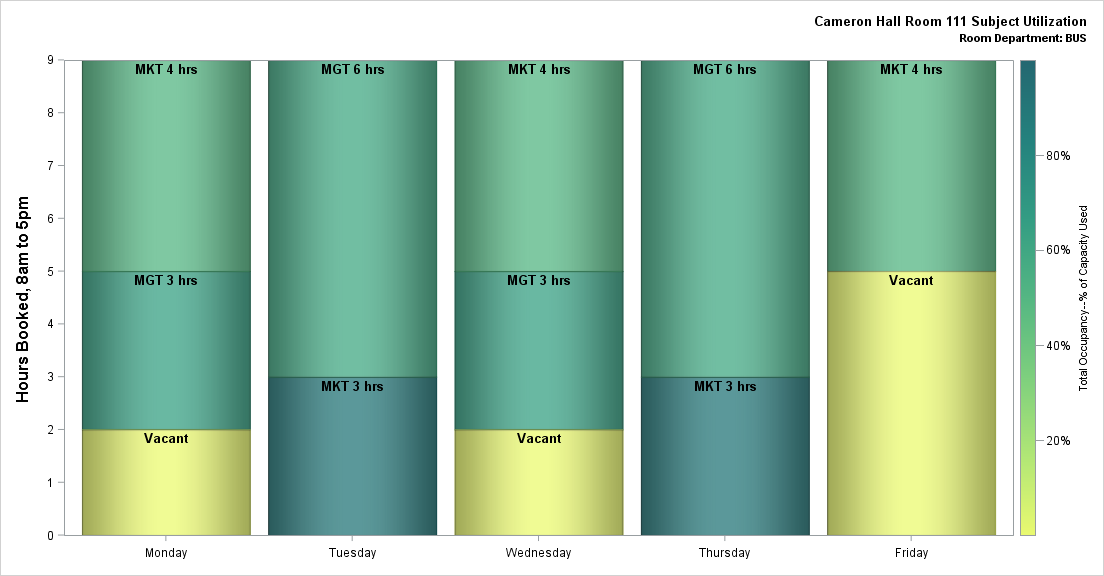 Cameron Hall Room 111 Subject Utilization
Room Department: BUS
Hours Booked, 8am to 5pm
9
8
7
6
5
4
3
2
1
0
MKT 4 hrs
MGT 3 hrs
Vacant
MGT 6 hrs
MKT 3 hrs
MKT 4 hrs
MGT 3 hrs
Vacant
MGT 6 hrs
MKT 3 hrs
MKT 4 hrs
Vacant
Monday
Tuesday
Wednesday
Thursday
Friday
80%
60%
40%
20%
Total Occupancy--% of Capacity Used